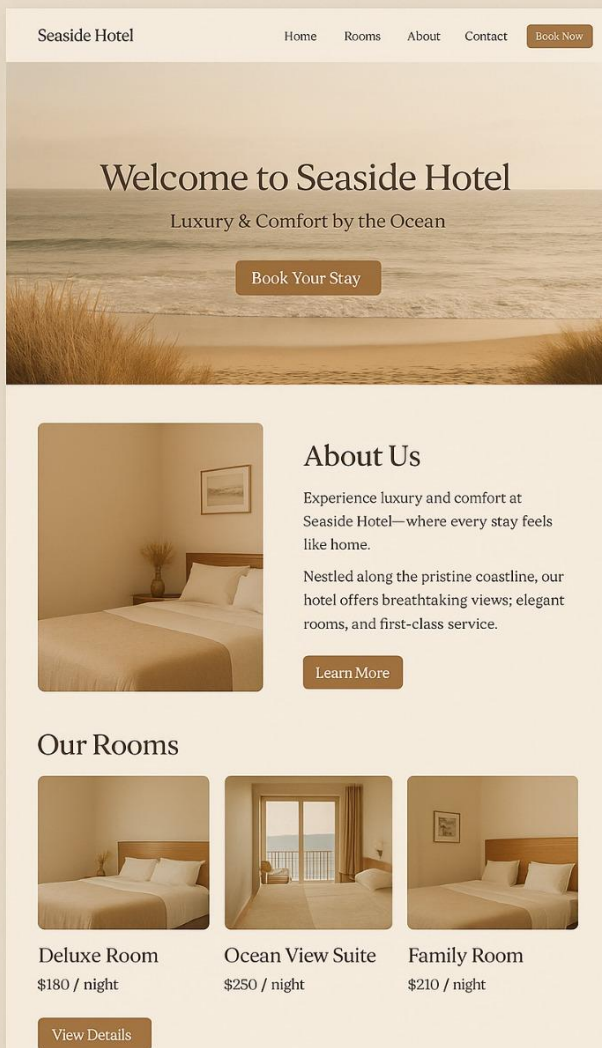 Seaside Hotel
Home Rooms About Contact Book Now
Welcome to Seaside Hotel
Luxury & Comfort by the Ocean
Book Your Stay
About Us
Experience luxury and comfort at
Seaside Hotel—where every stay feels
like home.
Nestled along the pristine coastline, our
hotel offers breathtaking views; elegant
rooms, and first-class service.
Learn More
Our Rooms
Deluxe Room
$180 / night
Ocean View Suite
$250 / night
Family Room
$210 / night
View Details